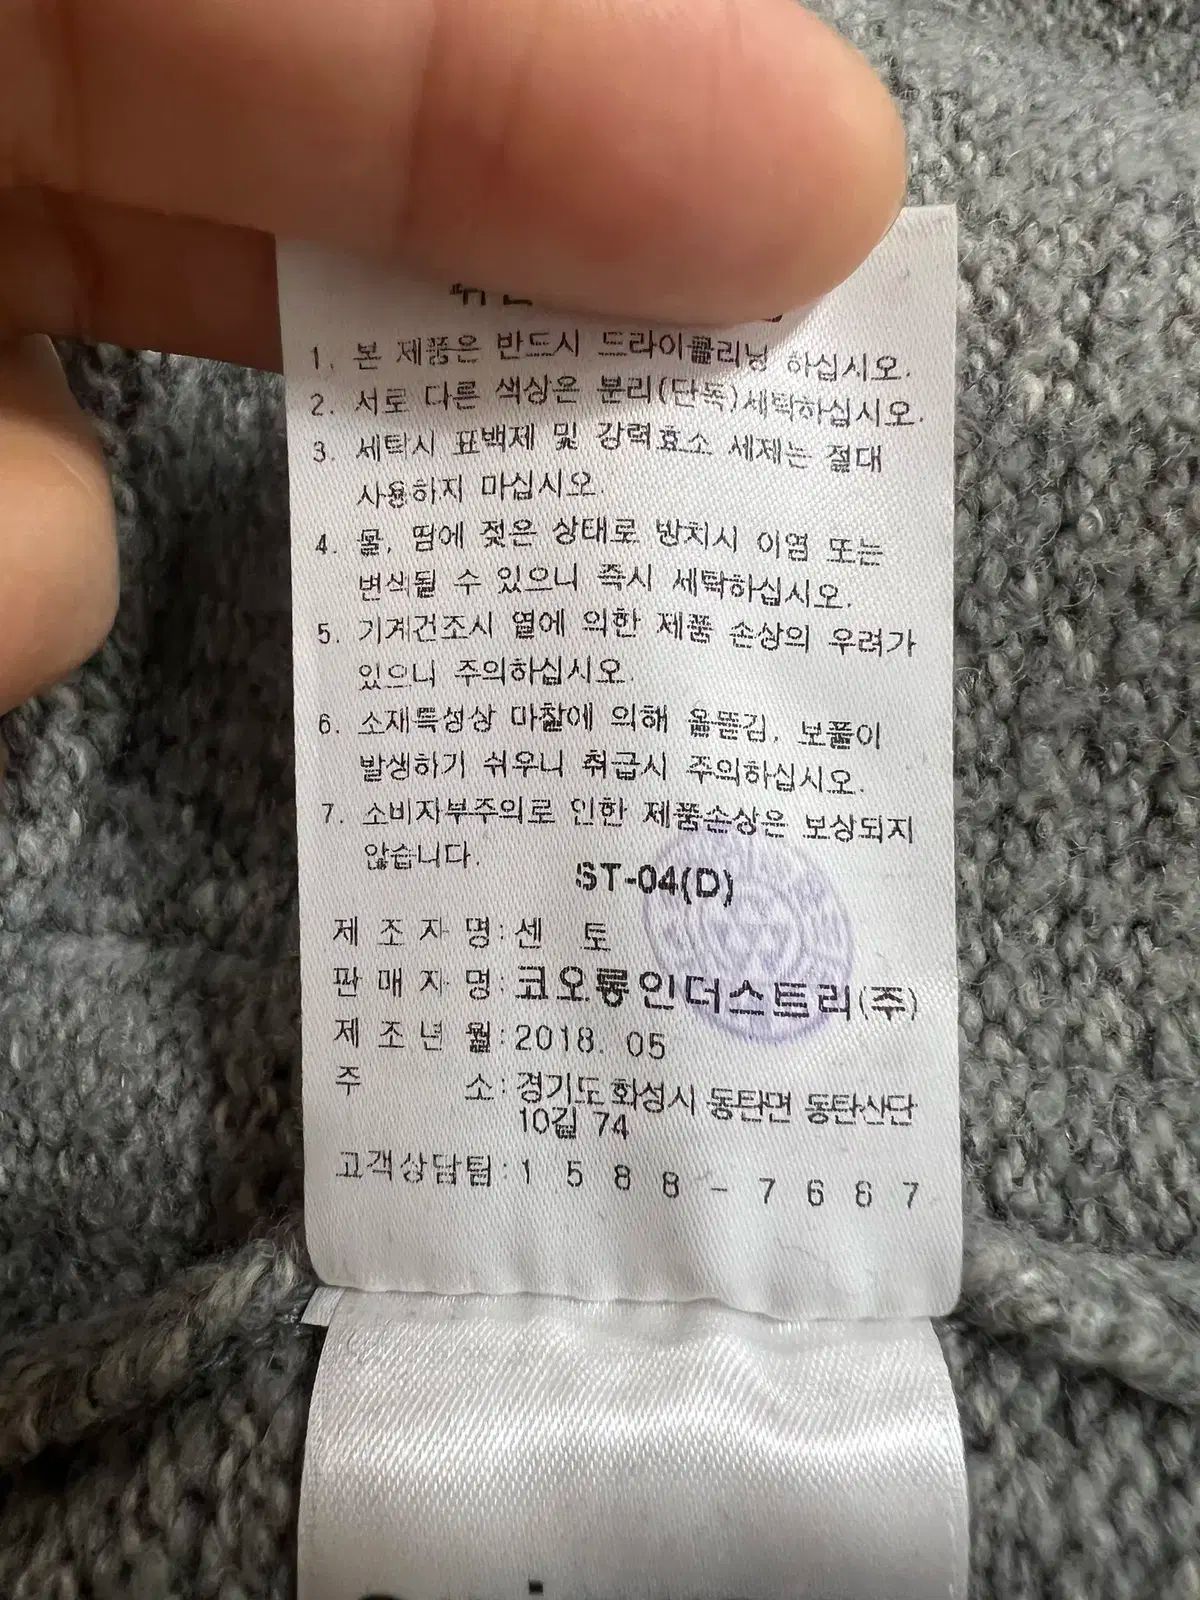 1. 본 제품은 반드시 드라이클리닝 하십시오.
2. 서로 다른 색상은 분리(단독)세탁하십시오.
3. 세탁시 표백제 및 강력효소 세제는 절대
사용하지 마십시오.
4. 물, 땀에 젖은 상태로 방치시 이염 또는
변색될 수 있으니 즉시 세탁하십시오.
5. 기계건조시 열에 의한 제품 손상의 우려가
있으니 주의하십시오.
6. 소재특성상 마찰에 의해 올뜯김, 보풀이
발생하기 쉬우니 취급시 주의하십시오.
7. 소비자부주의로 인한 제품손상은 보상되지
않습니다.
ST-04(D)
제 조 자 명:센 토
판 매 자 명:코오롱인더스트리(주)
제 조 년 월:2018. 05
주 소:경기도 화성시 동탄면 동탄산단
10길 74
고객상담팀:1 5 8 8 - 7 6 6 7